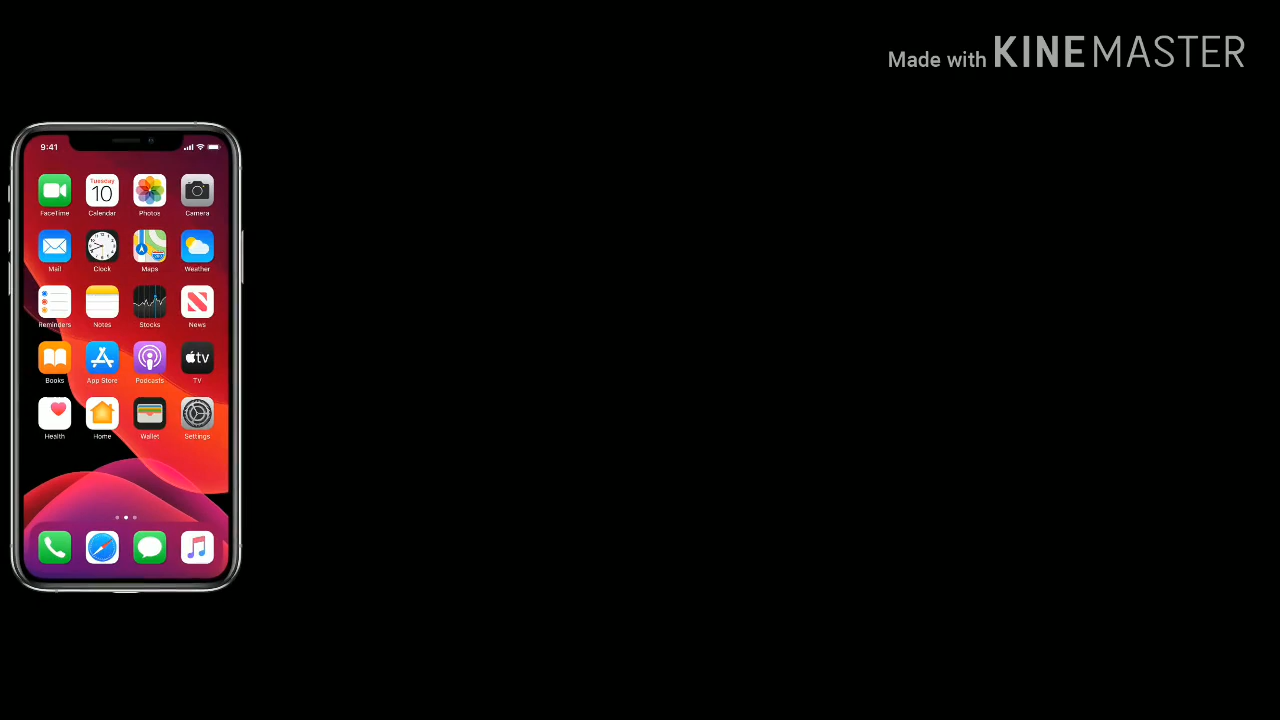 Made with KINEMASTER
9:41
FaceTime Calendar Photos Camera
Tuesday
10
Mail Clock Maps Weather
Reminders Notes Stocks News
tv
Books App Store Podcasts TV
Health Home Wallet Settings